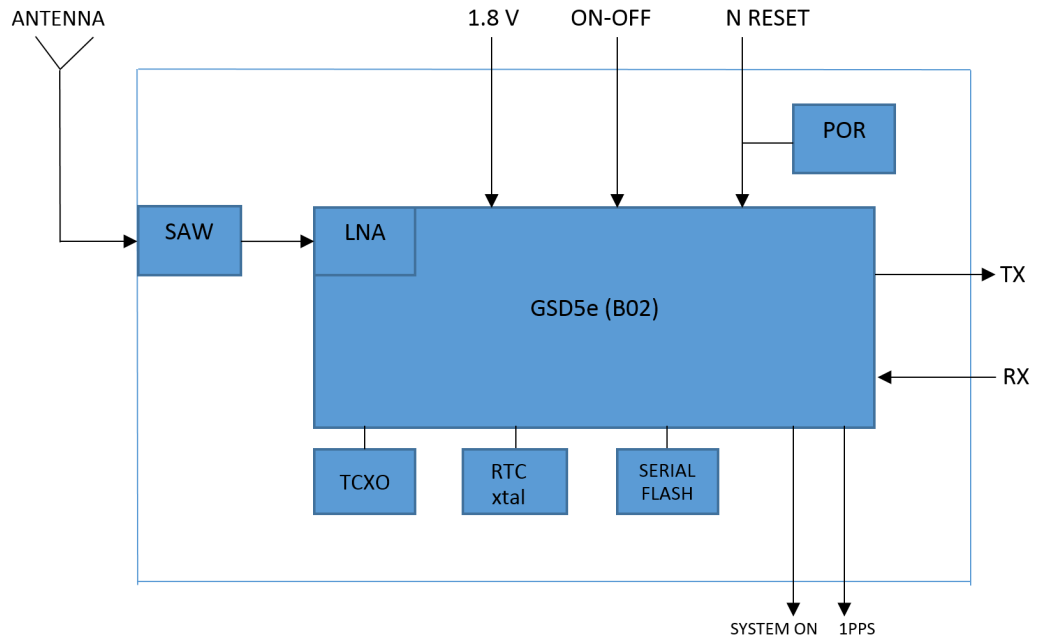 ANTENNA
1.8 V
ON-OFF
N RESET
POR
SAW
LNA
GSD5e (B02)
TX
RX
TCXO
RTC
xtal
SERIAL
FLASH
SYSTEM ON
1PPS